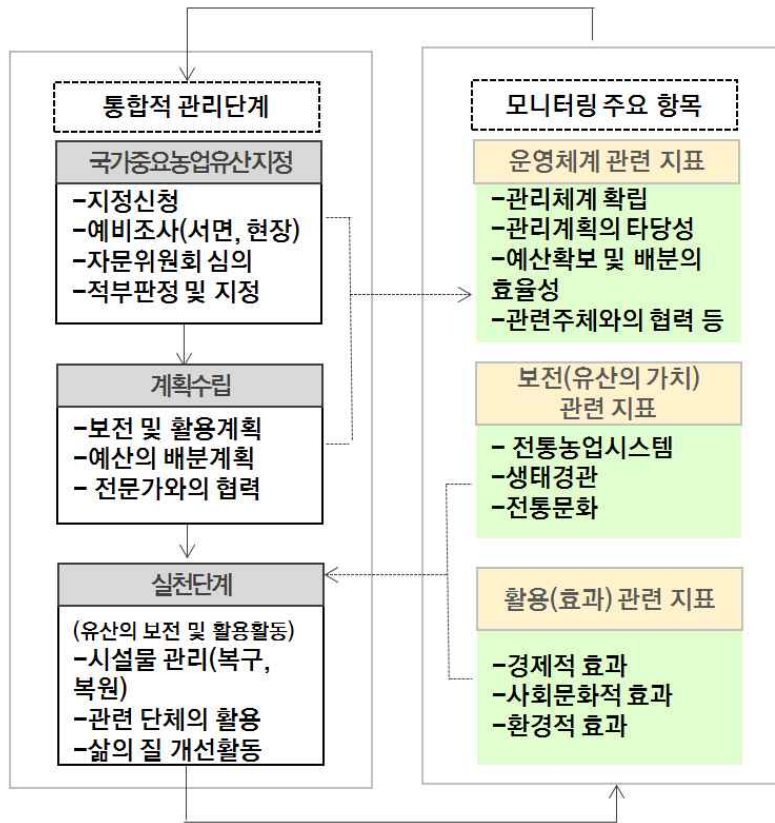 통합적 관리단계
국가중요농업유산지정
-지정신청
-예비조사(서면, 현장)
-자문위원회 심의
-적부판정 및 지정
계획수립
-보전 및 활용계획
-예산의 배분계획
- 전문가와의 협력
실천단계
(유산의 보전 및 활용활동)
-시설물 관리(복구,
복원)
-관련 단체의 활용
-삶의 질 개선활동
모니터링 주요 항목
운영체계 관련 지표
-관리체계 확립
-관리계획의 타당성
-예산확보 및 배분의
효율성
-관련주체와의 협력 등
보전(유산의 가치)
관련 지표
- 전통농업시스템
-생태경관
-전통문화
활용(효과) 관련 지표
-경제적 효과
-사회문화적 효과
-환경적 효과